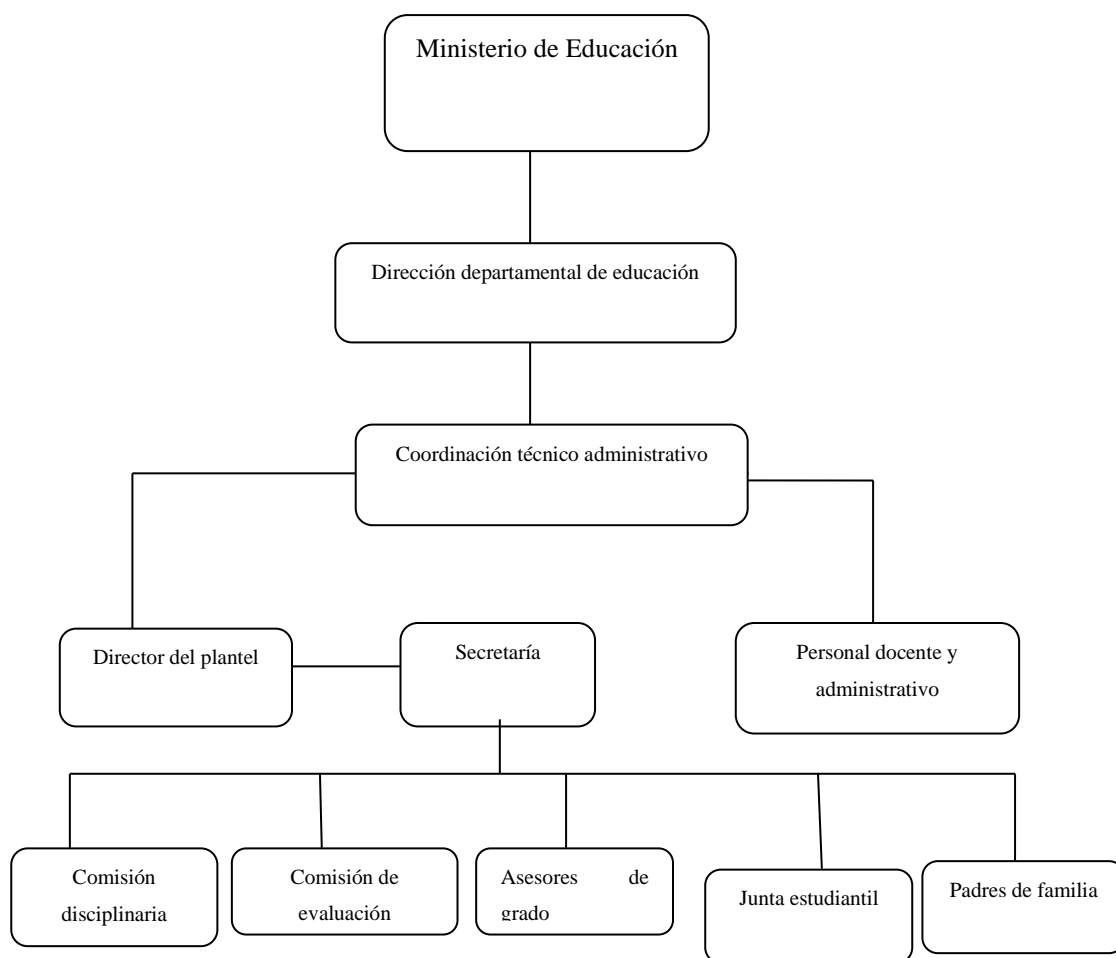 Ministerio de Educación
Dirección departamental de educación
Coordinación técnico administrativo
Director del plantel
Secretaría
Personal docente y
administrativo
Comisión
disciplinaria
Comisión de
evaluación
Asesores de
grado
Junta estudiantil
Padres de familia